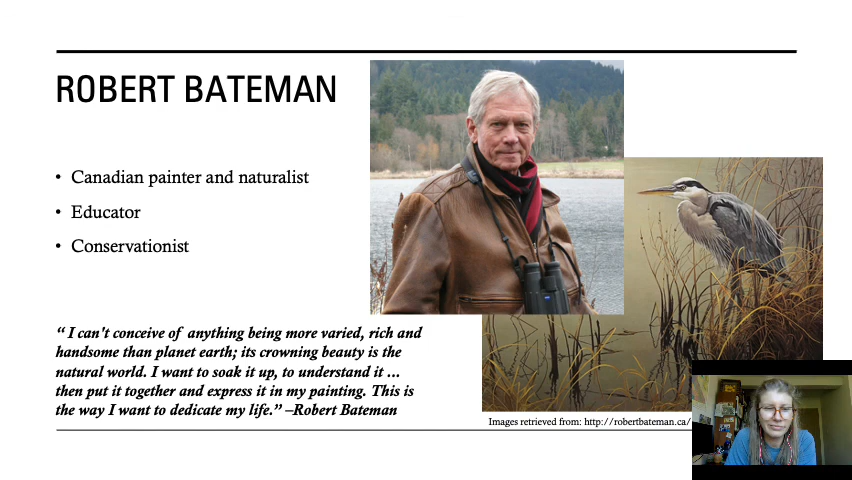 ROBERT BATEMAN
• Canadian painter and naturalist
• Educator
• Conservationist
“ I can't conceive of anything being more varied, rich and
handsome than planet earth; its crowning beauty is the
natural world. I want to soak it up, to understand it ...
then put it together and express it in my painting. This is
the way I want to dedicate my life.” –Robert Bateman
Images retrieved from: http://robertbateman.ca/